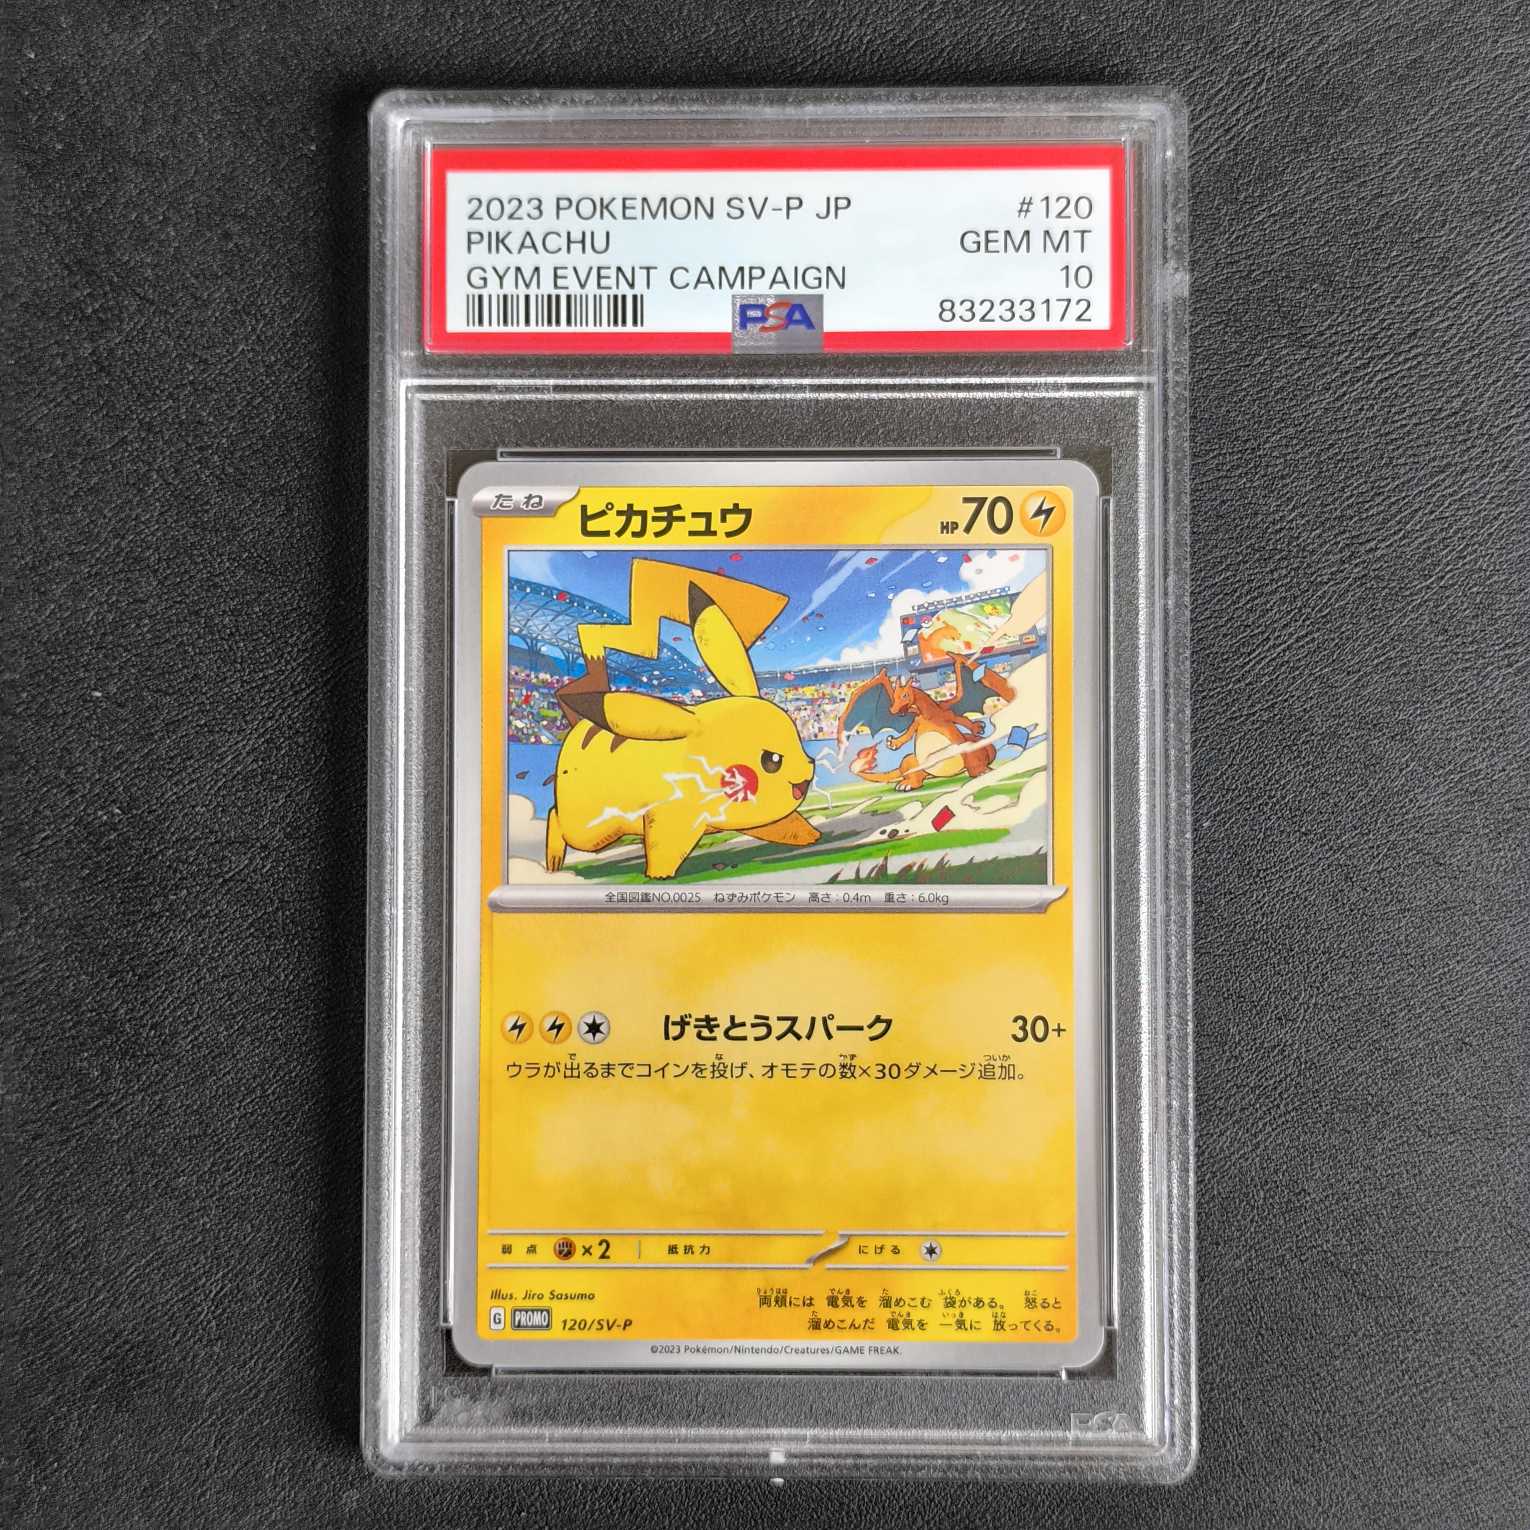 2023 POKEMON SV-P JP #120
PIKACHU GEM MT
GYM EVENT CAMPAIGN 10
PSA 83233172
たね ピカチュウ HP 70
全国図鑑NO.0025 ねずみポケモン 高さ:0.4m 重さ:6.0kg
げきとうスパーク 30+
ウラが出るまでコインを投げ、オモテの数×30ダメージ追加。
弱点 ×2 抵抗力 にげる
Illus. Jiro Sasumo
両頬には 電気を 溜めこむ 袋がある。 怒ると
溜めこんだ 電気を 一気に 放ってくる。
G PROMO 120/SV-P
©2023 Pokémon/Nintendo/Creatures/GAME FREAK.
PSA